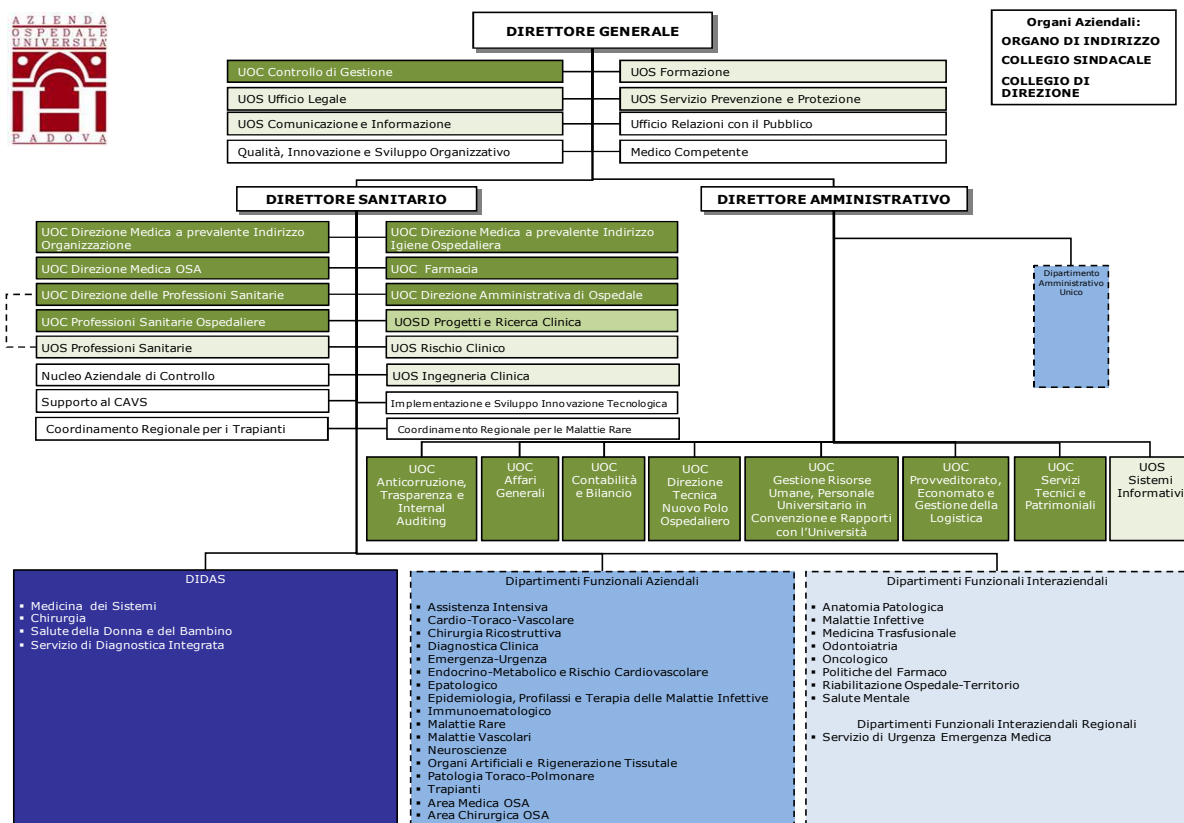 AZIENDA
OSPEDALE
UNIVERSITÀ
PADOVA
DIRETTORE GENERALE
Organi Aziendali:
ORGANO DI INDIRIZZO
COLLEGIO SINDACALE
COLLEGIO DI
DIREZIONE
UOC Controllo di Gestione
UOS Formazione
UOS Ufficio Legale
UOS Servizio Prevenzione e Protezione
UOS Comunicazione e Informazione
Ufficio Relazioni con il Pubblico
Qualità, Innovazione e Sviluppo Organizzativo
Medico Competente
DIRETTORE SANITARIO
DIRETTORE AMMINISTRATIVO
UOC Direzione Medica a prevalente Indirizzo
Organizzazione
UOC Direzione Medica a prevalente Indirizzo
Igiene Ospedaliera
UOC Direzione Medica OSA
UOC Farmacia
UOC Direzione delle Professioni Sanitarie
UOC Direzione Amministrativa di Ospedale
UOC Professioni Sanitarie Ospedaliere
UOSD Progetti e Ricerca Clinica
UOS Professioni Sanitarie
UOS Rischio Clinico
Nucleo Aziendale di Controllo
UOS Ingegneria Clinica
Supporto al CAVS
Implementazione e Sviluppo Innovazione Tecnologica
Coordinamento Regionale per i Trapianti
Coordinamento Regionale per le Malattie Rare
Dipartimento
Amministrativo
Unico
UOC
Anticorruzione,
Trasparenza e
Internal
Auditing
UOC
Affari
Generali
UOC
Contabilità
e Bilancio
UOC
Direzione
Tecnica
Nuovo Polo
Ospedaliero
UOC
Gestione Risorse
Umane, Personale
Universitario in
Convenzione e Rapporti
con l'Università
UOC
Provveditorato,
Economato e
Gestione della
Logistica
UOC
Servizi
Tecnici e
Patrimoniali
UOS
Sistemi
Informativi
DIDAS
▪ Medicina dei Sistemi
▪ Chirurgia
▪ Salute della Donna e del Bambino
▪ Servizio di Diagnostica Integrata
Dipartimenti Funzionali Aziendali
▪ Assistenza Intensiva
▪ Cardio-Toraco-Vascolare
▪ Chirurgia Ricostruttiva
▪ Diagnostica Clinica
▪ Emergenza-Urgenza
▪ Endocrino-Metabolico e Rischio Cardiovascolare
▪ Epatologico
▪ Epidemiologia, Profilassi e Terapia delle Malattie Infettive
▪ Immunoematologico
▪ Malattie Rare
▪ Malattie Vascolari
▪ Neuroscienze
▪ Organi Artificiali e Rigenerazione Tissutale
▪ Patologia Toraco-Polmonare
▪ Trapianti
▪ Area Medica OSA
▪ Area Chirurgica OSA
Dipartimenti Funzionali Interaziendali
▪ Anatomia Patologica
▪ Malattie Infettive
▪ Medicina Trasfusionale
▪ Odontoiatria
▪ Oncologico
▪ Politiche del Farmaco
▪ Riabilitazione Ospedale-Territorio
▪ Salute Mentale
Dipartimenti Funzionali Interaziendali Regionali
▪ Servizio di Urgenza Emergenza Medica